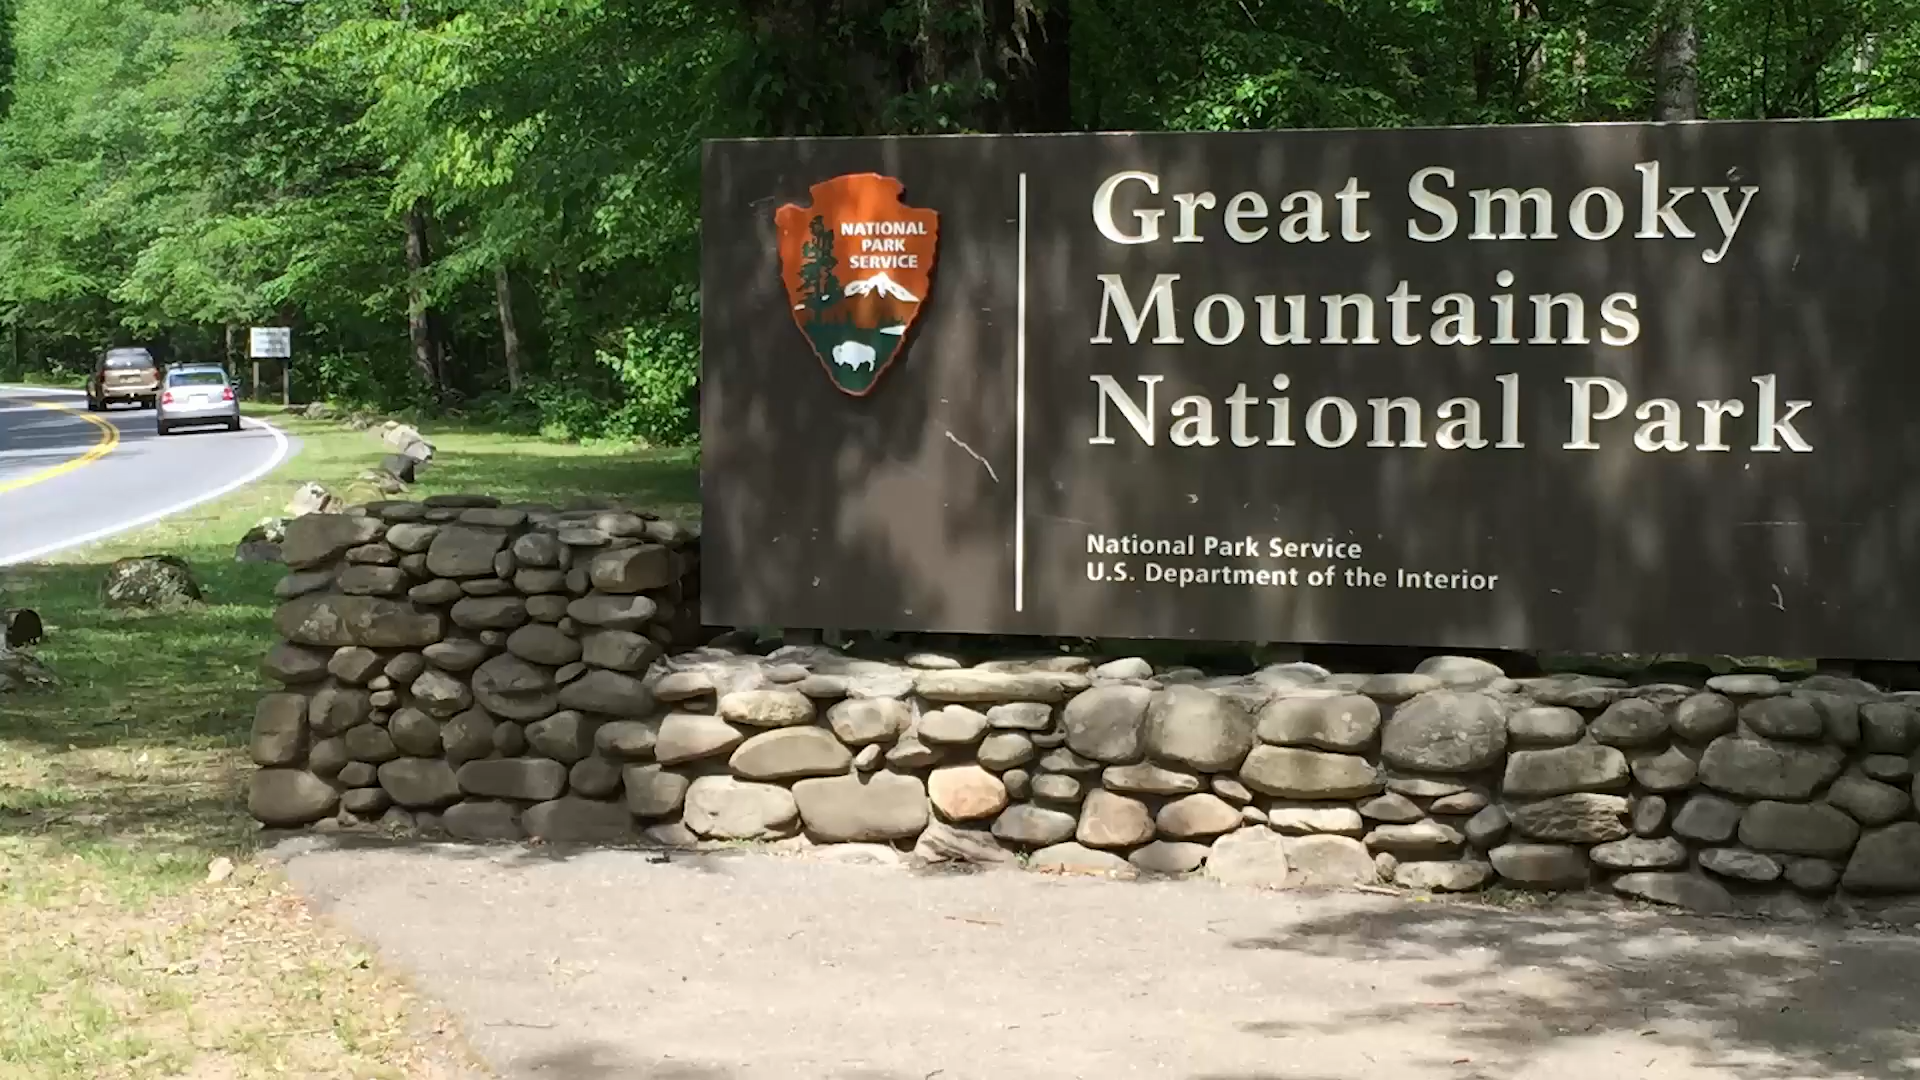 NATIONAL
PARK
SERVICE
Great Smoky
Mountains
National Park
National Park Service
U.S. Department of the Interior